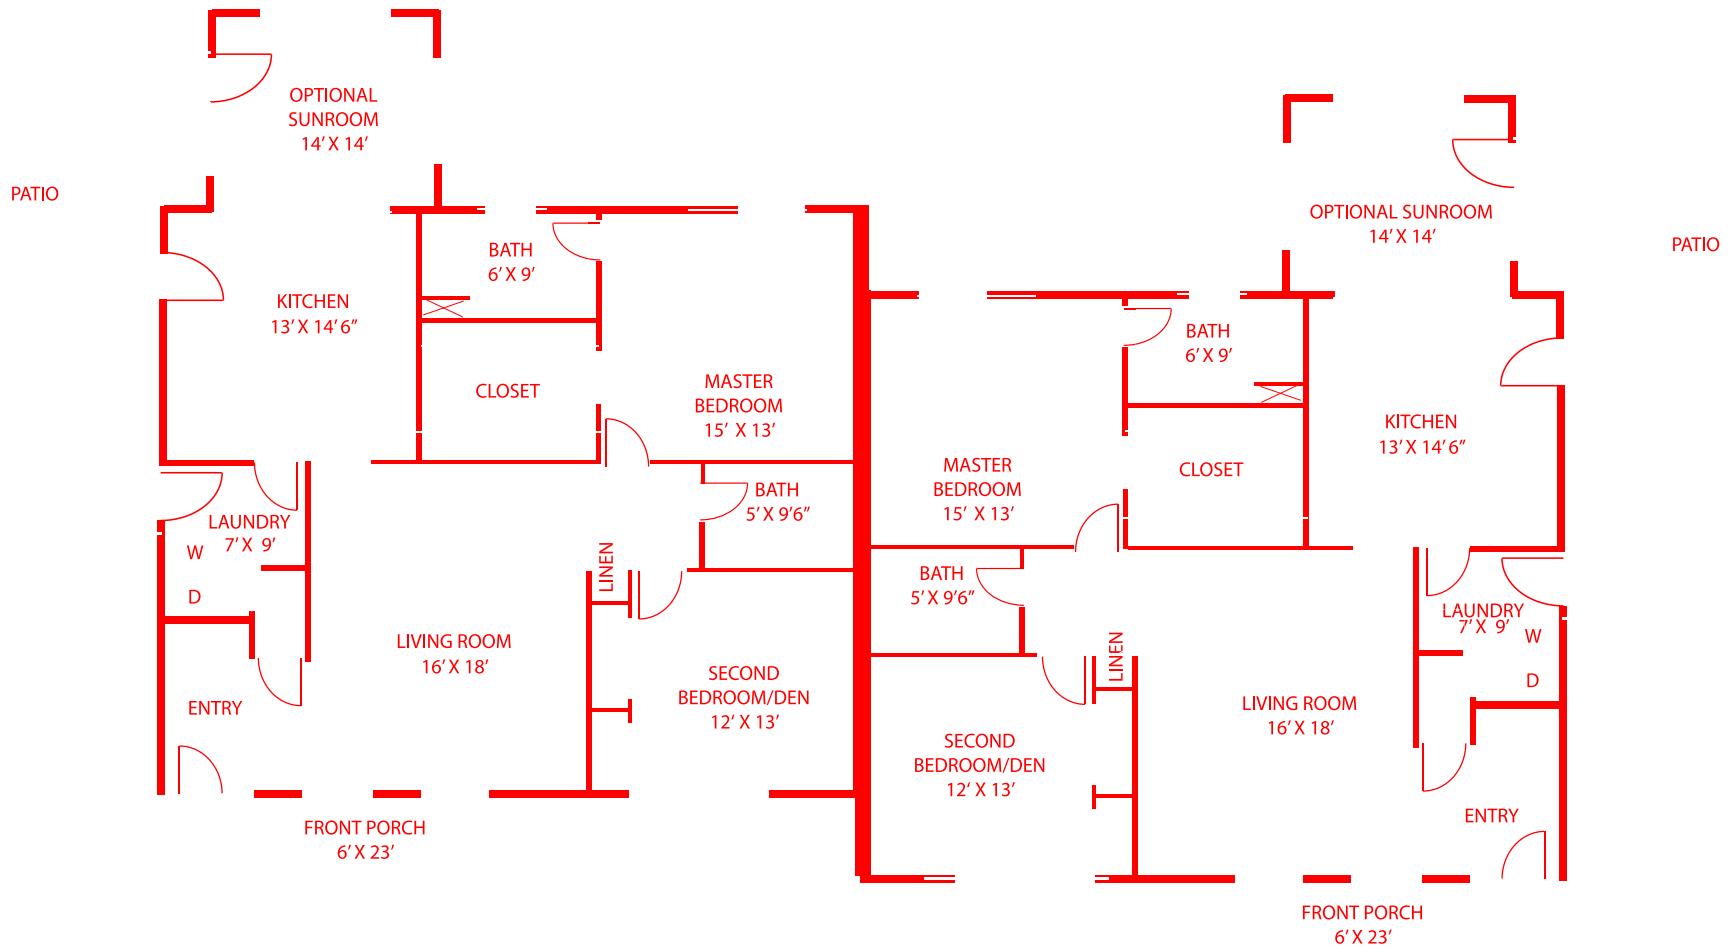 OPTIONAL
SUNROOM
14’ X 14’
PATIO
KITCHEN
13’ X 14’ 6”
BATH
6’ X 9’
CLOSET
MASTER
BEDROOM
15’ X 13’
LAUNDRY
7’ X 9’
W
D
BATH
5’ X 9’6”
LINEN
LIVING ROOM
16’ X 18’
SECOND
BEDROOM/DEN
12‘ X 13’
ENTRY
FRONT PORCH
6’ X 23’
OPTIONAL SUNROOM
14’ X 14’
PATIO
BATH
6’ X 9’
KITCHEN
13’ X 14’ 6”
CLOSET
MASTER
BEDROOM
15’ X 13’
BATH
5’ X 9’6”
LINEN
LAUNDRY
7’ X 9’
W
D
LIVING ROOM
16’ X 18’
SECOND
BEDROOM/DEN
12‘ X 13’
ENTRY
FRONT PORCH
6’ X 23’